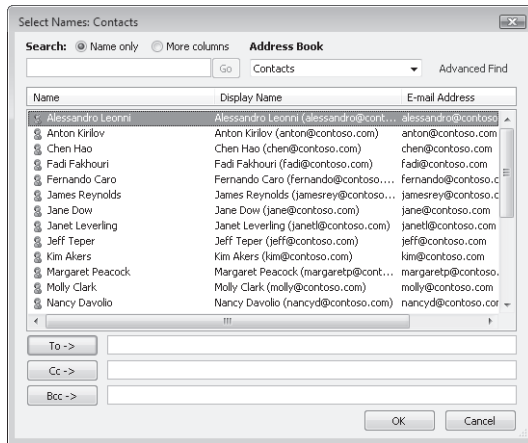 Select Names: Contacts
Search: Name only More columns Address Book
Go Contacts Advanced Find
Name Display Name E-mail Address
Alessandro Leonni Alessandro Leonni (alessandro@cont... alessandro@contoso
Anton Kirilov Anton Kirilov (anton@contoso.com) anton@contoso.com
Chen Hao Chen Hao (chen@contoso.com) chen@contoso.com
Fadi Fakhouri Fadi Fakhouri (fadi@contoso.com) fadi@contoso.com
Fernando Caro Fernando Caro (fernando@contoso.... fernando@contoso.c
James Reynolds James Reynolds (jamesrey@contoso... jamesrey@contoso.c
Jane Dow Jane Dow (jane@contoso.com) jane@contoso.com
Janet Leverling Janet Leverling (janetl@contoso.com) janetl@contoso.com
Jeff Teper Jeff Teper (jeff@contoso.com) jeff@contoso.com
Kim Akers Kim Akers (kim@contoso.com) kim@contoso.com
Margaret Peacock Margaret Peacock (margaretp@cont... margaretp@contoso.
Molly Clark Molly Clark (molly@contoso.com) molly@contoso.com
Nancy Davolio Nancy Davolio (nancyd@contoso.com) nancyd@contoso.cor
To ->
Cc ->
Bcc ->
OK Cancel